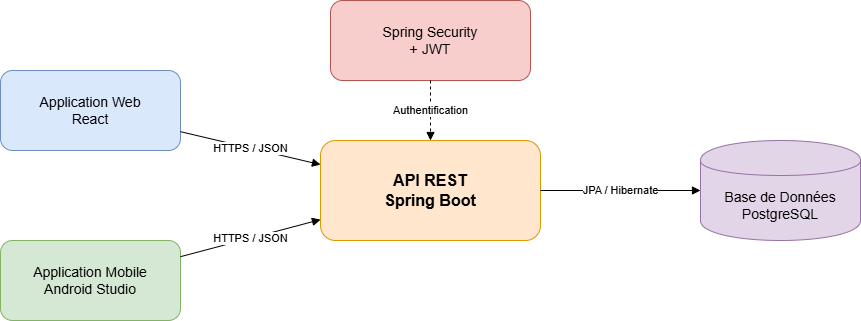 Spring Security
+ JWT
Application Web
React
Authentification
HTTPS / JSON
API REST
Spring Boot
JPA / Hibernate
Base de Données
PostgreSQL
HTTPS / JSON
Application Mobile
Android Studio